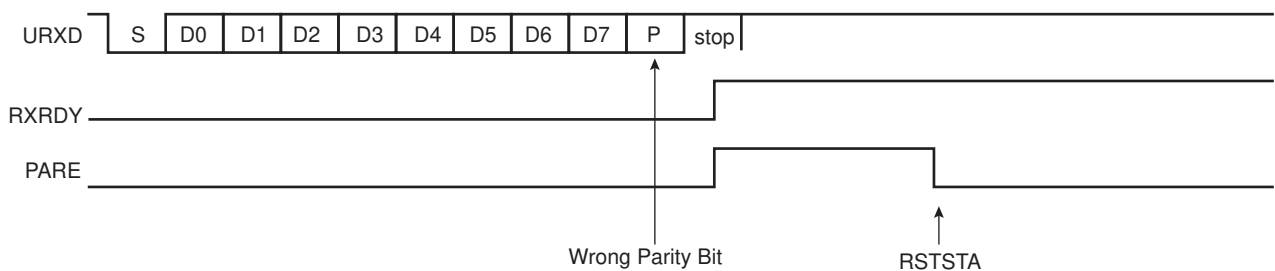 URXD S D0 D1 D2 D3 D4 D5 D6 D7 P stop
RXRDY
PARE
Wrong Parity Bit RSTSTA